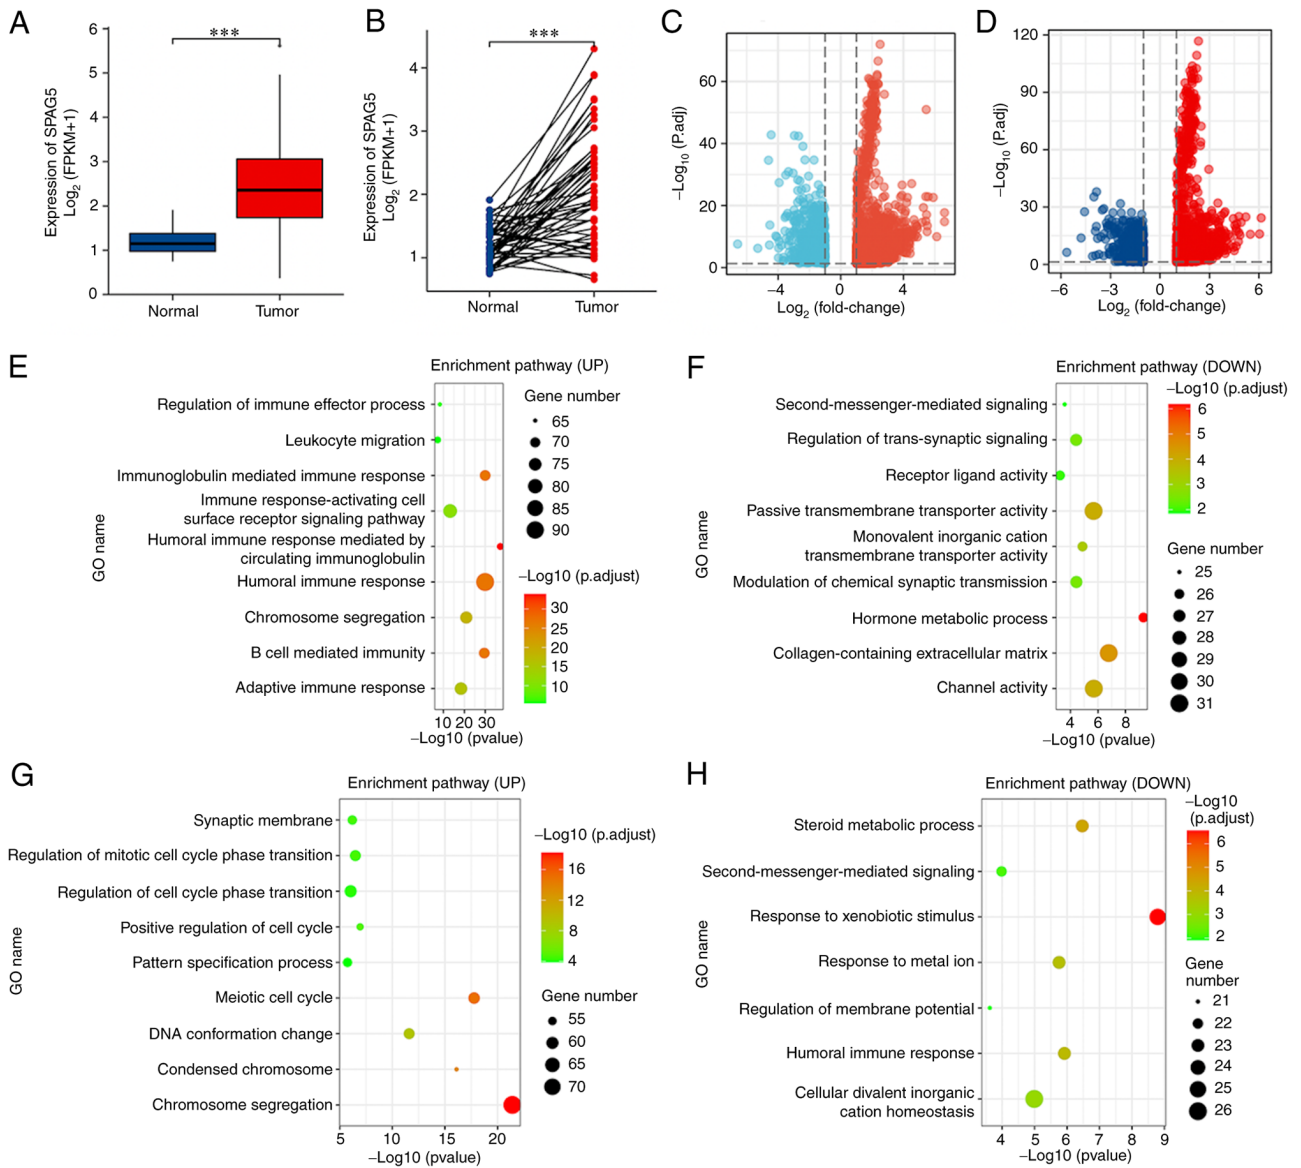 A
Expression of SPAG5
Log2 (FPKM+1)
6
5
4
3
2
1
0
***
Normal
Tumor
B
Expression of SPAG5
Log2 (FPKM+1)
4
3
2
1
***
Normal
Tumor
C
−Log10 (P.adj)
60
40
20
0
−4
0
4
Log2 (fold-change)
D
−Log10 (P.adj)
120
90
60
30
0
−6
−3
0
3
6
Log2 (fold-change)
E
Enrichment pathway (UP)
GO name
Regulation of immune effector process
Leukocyte migration
Immunoglobulin mediated immune response
Immune response-activating cell
surface receptor signaling pathway
Humoral immune response mediated by
circulating immunoglobulin
Humoral immune response
Chromosome segregation
B cell mediated immunity
Adaptive immune response
10 20 30
−Log10 (pvalue)
Gene number
65
70
75
80
85
90
−Log10 (p.adjust)
30
25
20
15
10
F
Enrichment pathway (DOWN)
GO name
Second-messenger-mediated signaling
Regulation of trans-synaptic signaling
Receptor ligand activity
Passive transmembrane transporter activity
Monovalent inorganic cation
transmembrane transporter activity
Modulation of chemical synaptic transmission
Hormone metabolic process
Collagen-containing extracellular matrix
Channel activity
4 6 8
−Log10 (pvalue)
−Log10 (p.adjust)
6
5
4
3
2
Gene number
25
26
27
28
29
30
31
G
Enrichment pathway (UP)
GO name
Synaptic membrane
Regulation of mitotic cell cycle phase transition
Regulation of cell cycle phase transition
Positive regulation of cell cycle
Pattern specification process
Meiotic cell cycle
DNA conformation change
Condensed chromosome
Chromosome segregation
5 10 15 20
−Log10 (pvalue)
−Log10 (p.adjust)
16
12
8
4
Gene number
55
60
65
70
H
Enrichment pathway (DOWN)
GO name
Steroid metabolic process
Second-messenger-mediated signaling
Response to xenobiotic stimulus
Response to metal ion
Regulation of membrane potential
Humoral immune response
Cellular divalent inorganic
cation homeostasis
4 5 6 7 8 9
−Log10 (pvalue)
−Log10
(p.adjust)
6
5
4
3
2
Gene
number
21
22
23
24
25
26